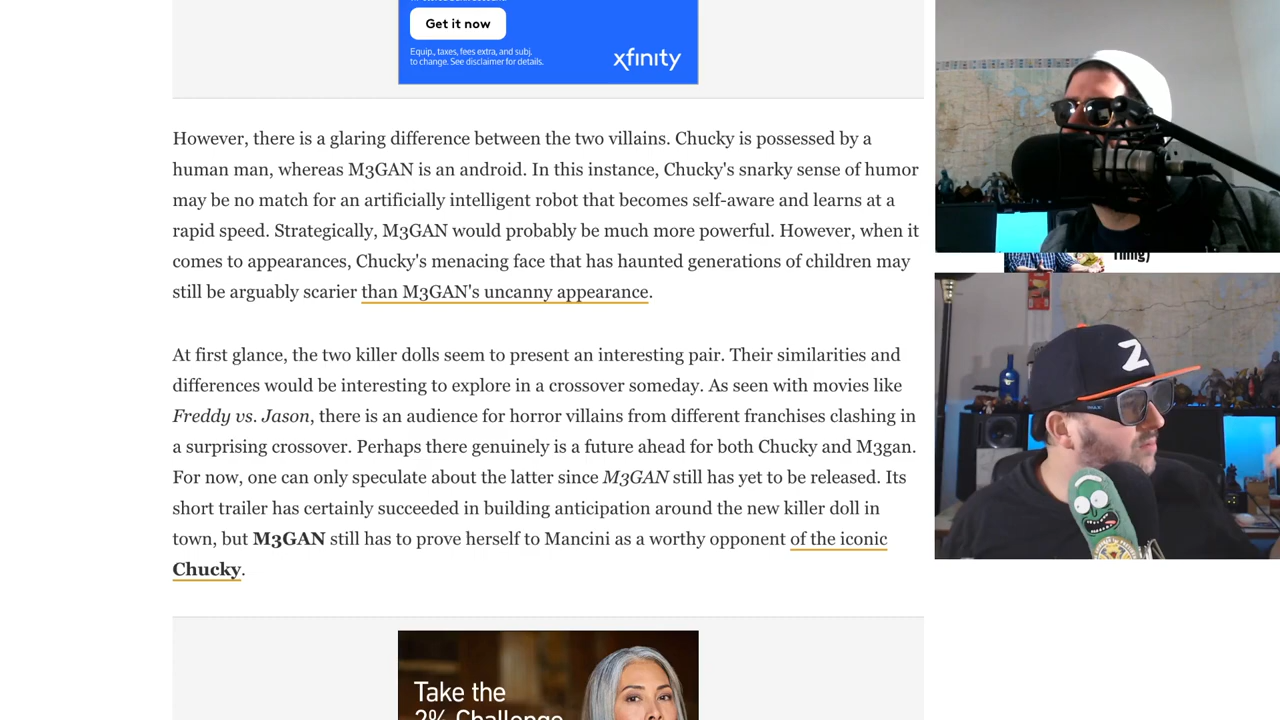 Get it now
Equip., taxes, fees extra, and subj.
to change. See disclaimer for details.
xfinity
However, there is a glaring difference between the two villains. Chucky is possessed by a
human man, whereas M3GAN is an android. In this instance, Chucky's snarky sense of humor
may be no match for an artificially intelligent robot that becomes self-aware and learns at a
rapid speed. Strategically, M3GAN would probably be much more powerful. However, when it
comes to appearances, Chucky's menacing face that has haunted generations of children may
still be arguably scarier than M3GAN's uncanny appearance.
At first glance, the two killer dolls seem to present an interesting pair. Their similarities and
differences would be interesting to explore in a crossover someday. As seen with movies like
Freddy vs. Jason, there is an audience for horror villains from different franchises clashing in
a surprising crossover. Perhaps there genuinely is a future ahead for both Chucky and M3gan.
For now, one can only speculate about the latter since M3GAN still has yet to be released. Its
short trailer has certainly succeeded in building anticipation around the new killer doll in
town, but M3GAN still has to prove herself to Mancini as a worthy opponent of the iconic
Chucky.
Take the
2% Challenge
Thing)
Z